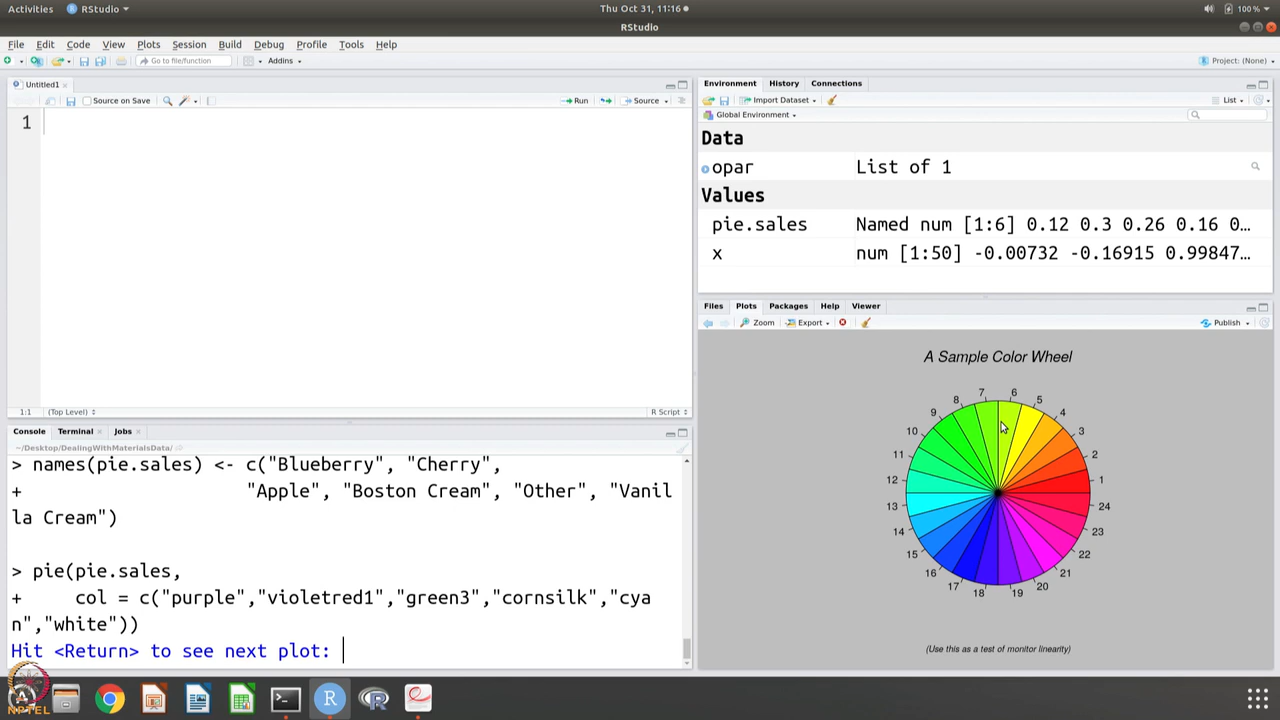 Activities RStudio Thu Oct 31, 11:16 100 %
RStudio
File Edit Code View Plots Session Build Debug Profile Tools Help
Go to file/function Addins Project: (None)
Untitled1
Source on Save Run Source
1
1:1 (Top Level) R Script
Console Terminal Jobs
~/Desktop/DealingWithMaterialsData/
> names(pie.sales) <- c("Blueberry", "Cherry",
+ "Apple", "Boston Cream", "Other", "Vanil
la Cream")
> pie(pie.sales,
+ col = c("purple","violetred1","green3","cornsilk","cya
n","white"))
Hit <Return> to see next plot:
Environment History Connections
Import Dataset List
Global Environment
Data
opar List of 1
Values
pie.sales Named num [1:6] 0.12 0.3 0.26 0.16 0…
x num [1:50] -0.00732 -0.16915 0.99847…
Files Plots Packages Help Viewer
Zoom Export Publish
A Sample Color Wheel
7 6
8 5
9 4
10 3
11 2
12 1
13 24
14 23
15 22
16 21
17 20
18 19
(Use this as a test of monitor linearity)
NPTEL